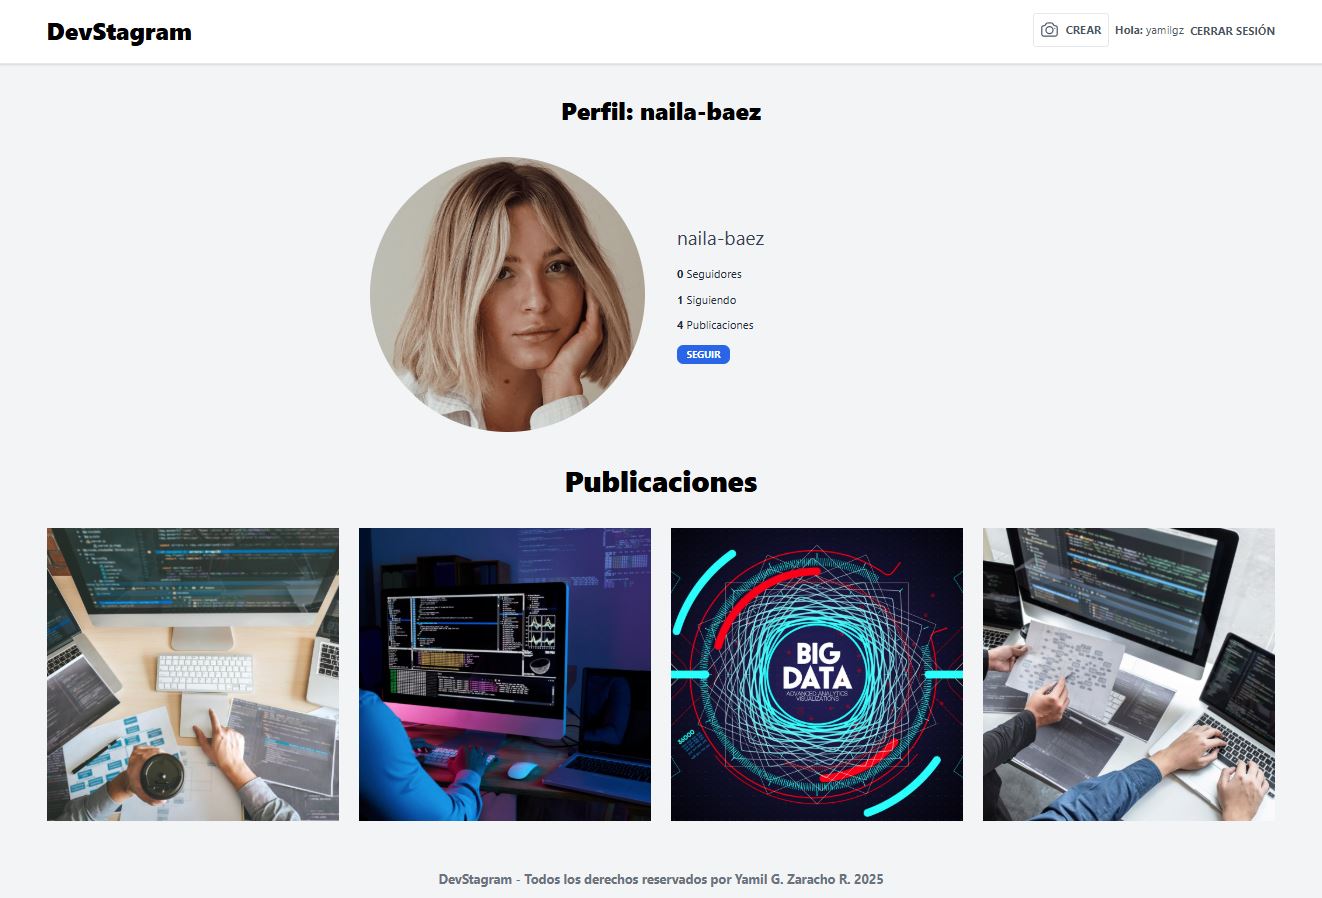 DevStagram
CREAR Hola: yamilgz CERRAR SESIÓN
Perfil: naila-baez
naila-baez
0 Seguidores
1 Siguiendo
4 Publicaciones
SEGUIR
Publicaciones
BIG
DATA
ADVANCED ANALYTICS
VISUALIZATIONS
DevStagram - Todos los derechos reservados por Yamil G. Zaracho R. 2025